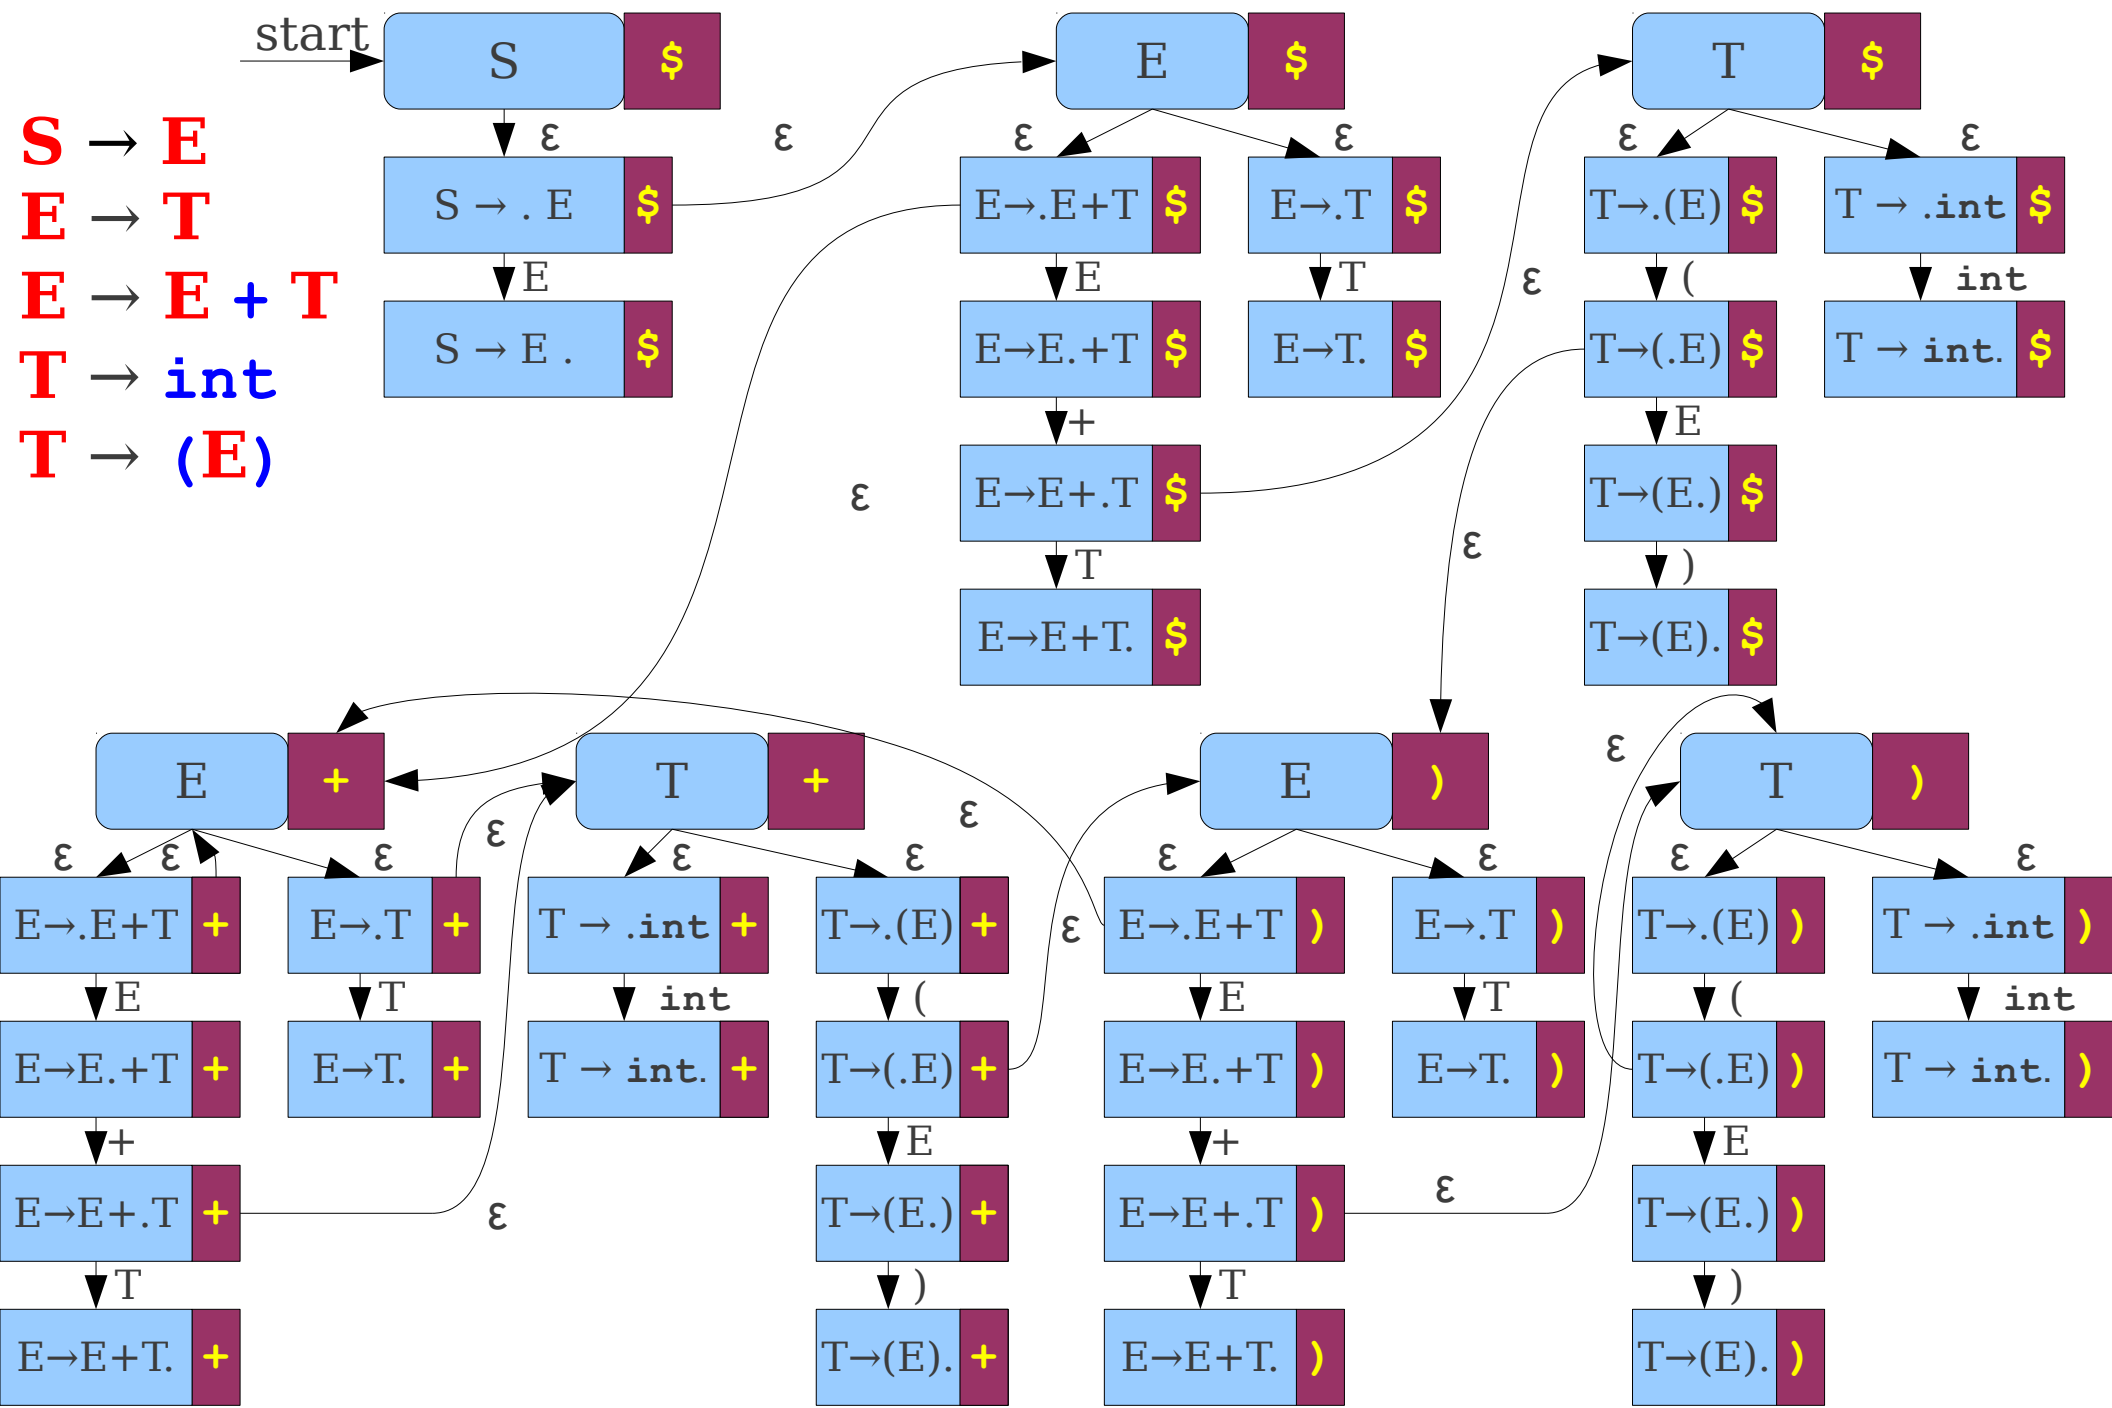 start
S $
E $
T $
S → E
E → T
E → E + T
T → int
T → (E)
ε ε ε ε ε ε
S → . E $
E→.E+T $
E→.T $
T→.(E) $
T → .int $
E E T ( int
S → E . $
E→E.+T $
E→T. $
T→(.E) $
T → int. $
ε + E
ε E→E+.T $
T→(E.) $
ε T )
E→E+T. $
T→(E). $
E +
T +
E )
T )
ε ε
ε ε ε ε ε ε ε ε ε ε
E→.E+T +
E→.T +
T → .int +
T→.(E) +
ε
E→.E+T )
E→.T )
T→.(E) )
T → .int )
E T int ( E T ( int
E→E.+T +
E→T. +
T → int. +
T→(.E) +
E→E.+T )
E→T. )
T→(.E) )
T → int. )
+ E + E
E→E+.T +
ε
T→(E.) +
E→E+.T )
ε
T→(E.) )
T ) T )
E→E+T. +
T→(E). +
E→E+T. )
T→(E). )